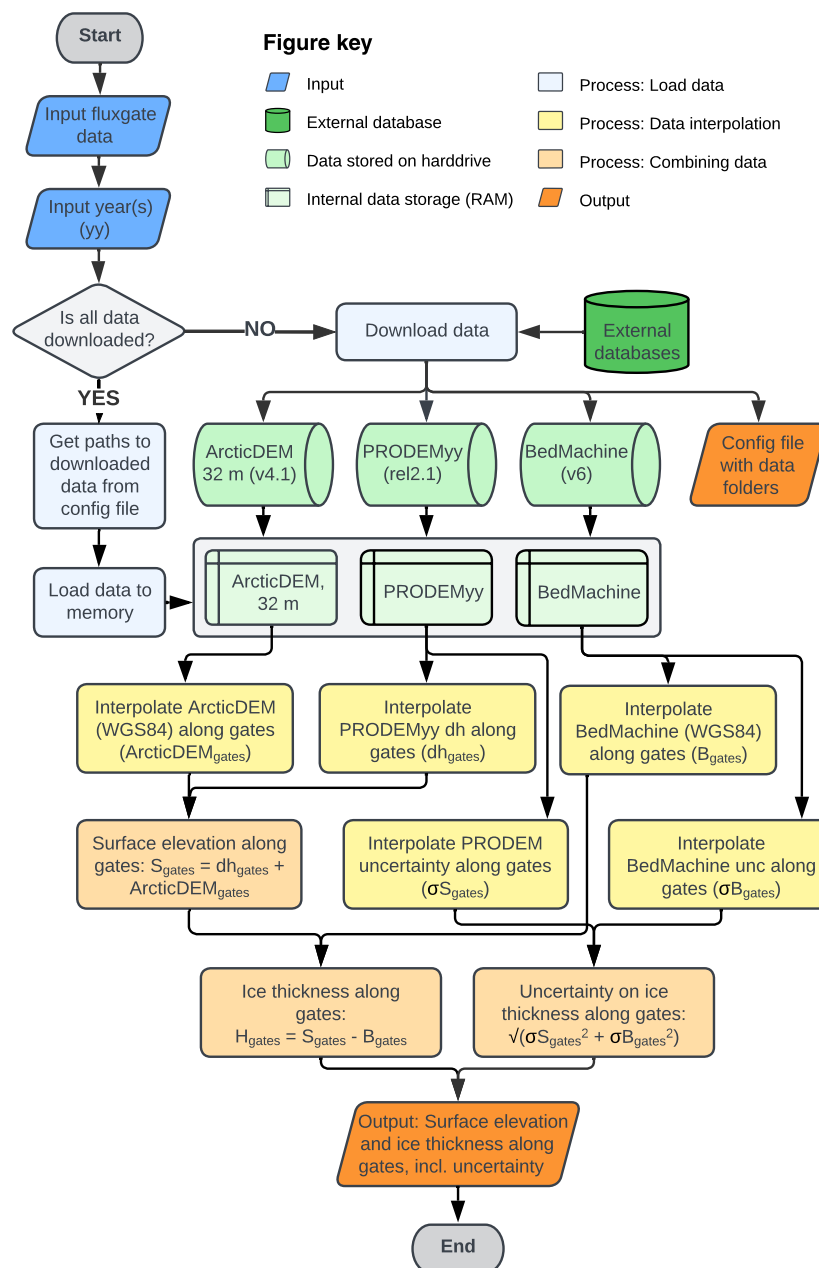 Start
Figure key
Input
External database
Data stored on harddrive
Internal data storage (RAM)
Process: Load data
Process: Data interpolation
Process: Combining data
Output
Input fluxgate
data
Input year(s)
(yy)
Is all data
downloaded?
NO
Download data
External
databases
YES
Get paths to
downloaded
data from
config file
ArcticDEM
32 m (v4.1)
PRODEMyy
(rel2.1)
BedMachine
(v6)
Config file
with data
folders
Load data to
memory
ArcticDEM,
32 m
PRODEMyy
BedMachine
Interpolate ArcticDEM
(WGS84) along gates
(ArcticDEMgates)
Interpolate
PRODEMyy dh along
gates (dhgates)
Interpolate
BedMachine (WGS84)
along gates (Bgates)
Surface elevation along
gates: Sgates = dhgates +
ArcticDEMgates
Interpolate PRODEM
uncertainty along gates
(σSgates)
Interpolate
BedMachine unc along
gates (σBgates)
Ice thickness along
gates:
Hgates = Sgates - Bgates
Uncertainty on ice
thickness along gates:
√(σSgates² + σBgates²)
Output: Surface elevation
and ice thickness along
gates, incl. uncertainty
End